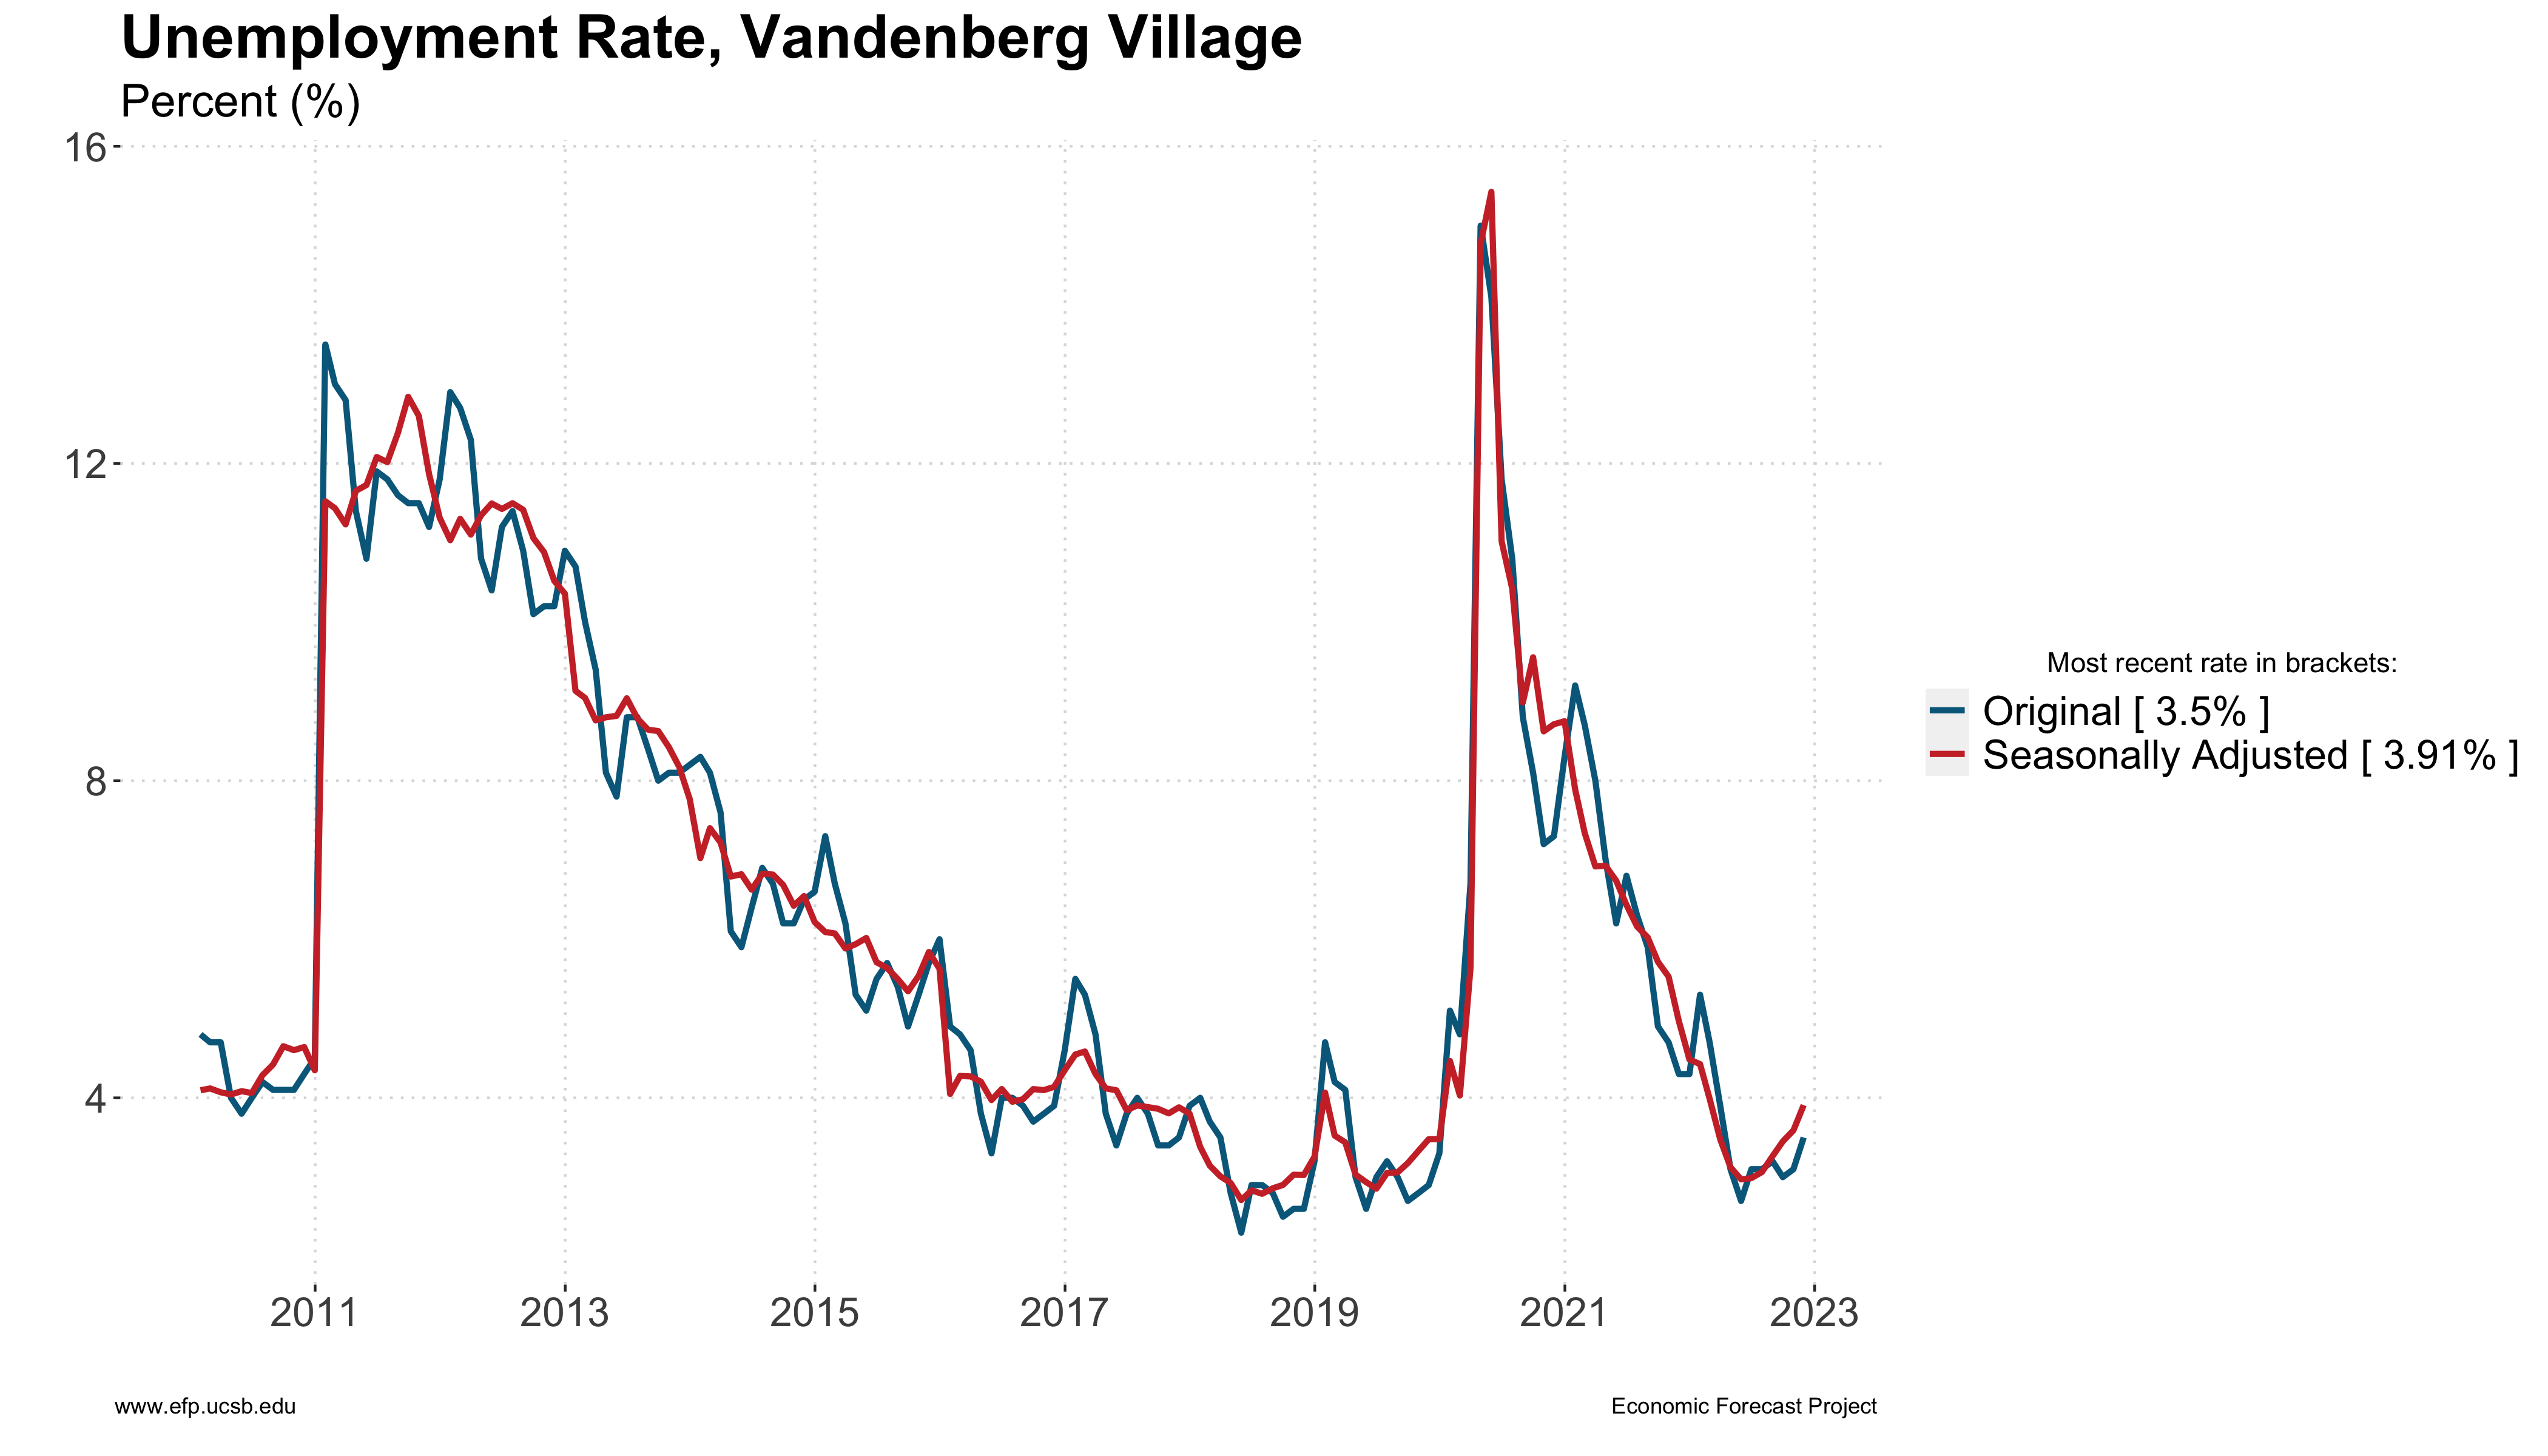 Unemployment Rate, Vandenberg Village
Percent (%)
16
12
8
4
2011 2013 2015 2017 2019 2021 2023
Most recent rate in brackets:
Original [ 3.5% ]
Seasonally Adjusted [ 3.91% ]
www.efp.ucsb.edu
Economic Forecast Project